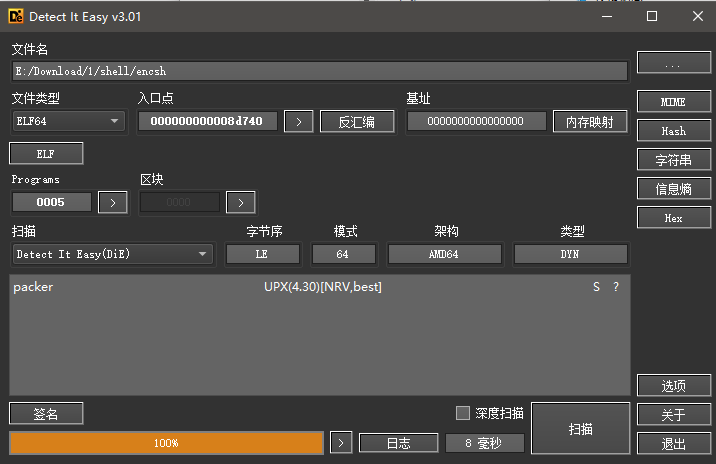 Detect It Easy v3.01
文件名
E:/Download/1/shell/encsh
...
文件类型 入口点 基址
ELF64 000000000008d740 > 反汇编 0000000000000000 内存映射
MIME
Hash
字符串
信息熵
Hex
ELF
Programs 区块
0005 > 0000 >
扫描 字节序 模式 架构 类型
Detect It Easy(DiE) LE 64 AMD64 DYN
packer UPX(4.30)[NRV,best] S ?
选项
签名 深度扫描 扫描 关于
100% > 日志 8 毫秒 退出